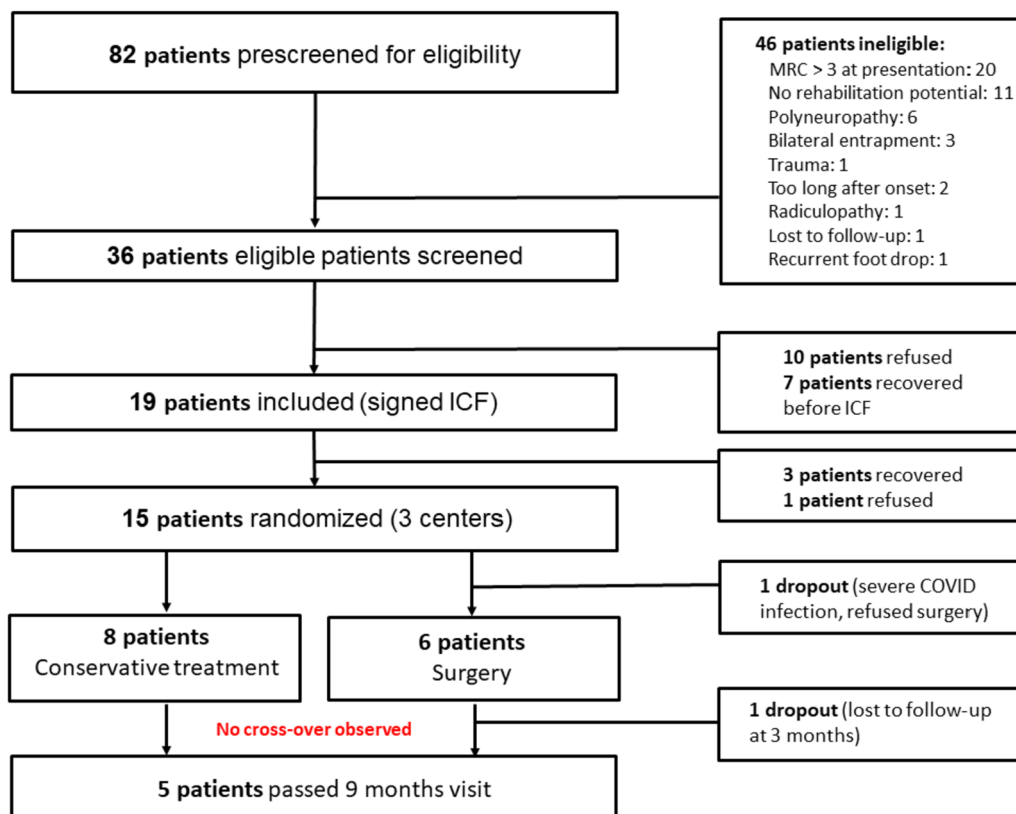 82 patients prescreened for eligibility
46 patients ineligible:
MRC > 3 at presentation: 20
No rehabilitation potential: 11
Polyneuropathy: 6
Bilateral entrapment: 3
Trauma: 1
Too long after onset: 2
Radiculopathy: 1
Lost to follow-up: 1
Recurrent foot drop: 1
36 patients eligible patients screened
10 patients refused
7 patients recovered
before ICF
19 patients included (signed ICF)
3 patients recovered
1 patient refused
15 patients randomized (3 centers)
1 dropout (severe COVID
infection, refused surgery)
8 patients
Conservative treatment
6 patients
Surgery
No cross-over observed
1 dropout (lost to follow-up
at 3 months)
5 patients passed 9 months visit